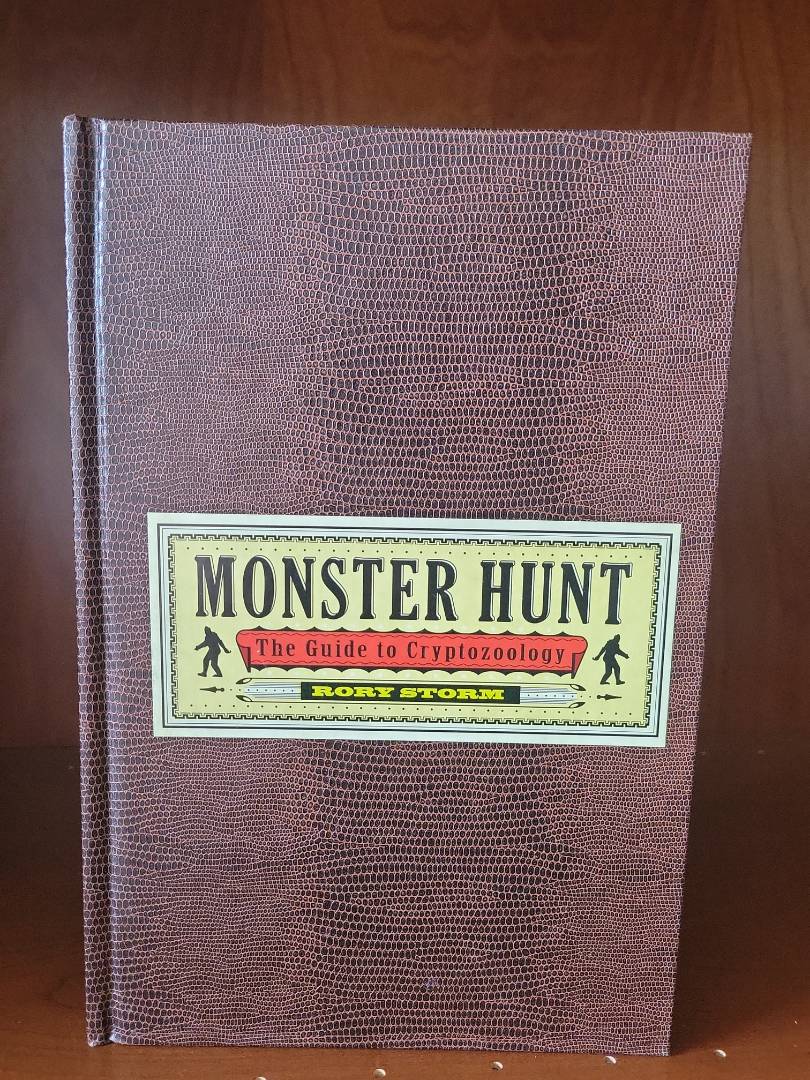 MONSTER HUNT
The Guide to Cryptozoology
RORY STORM